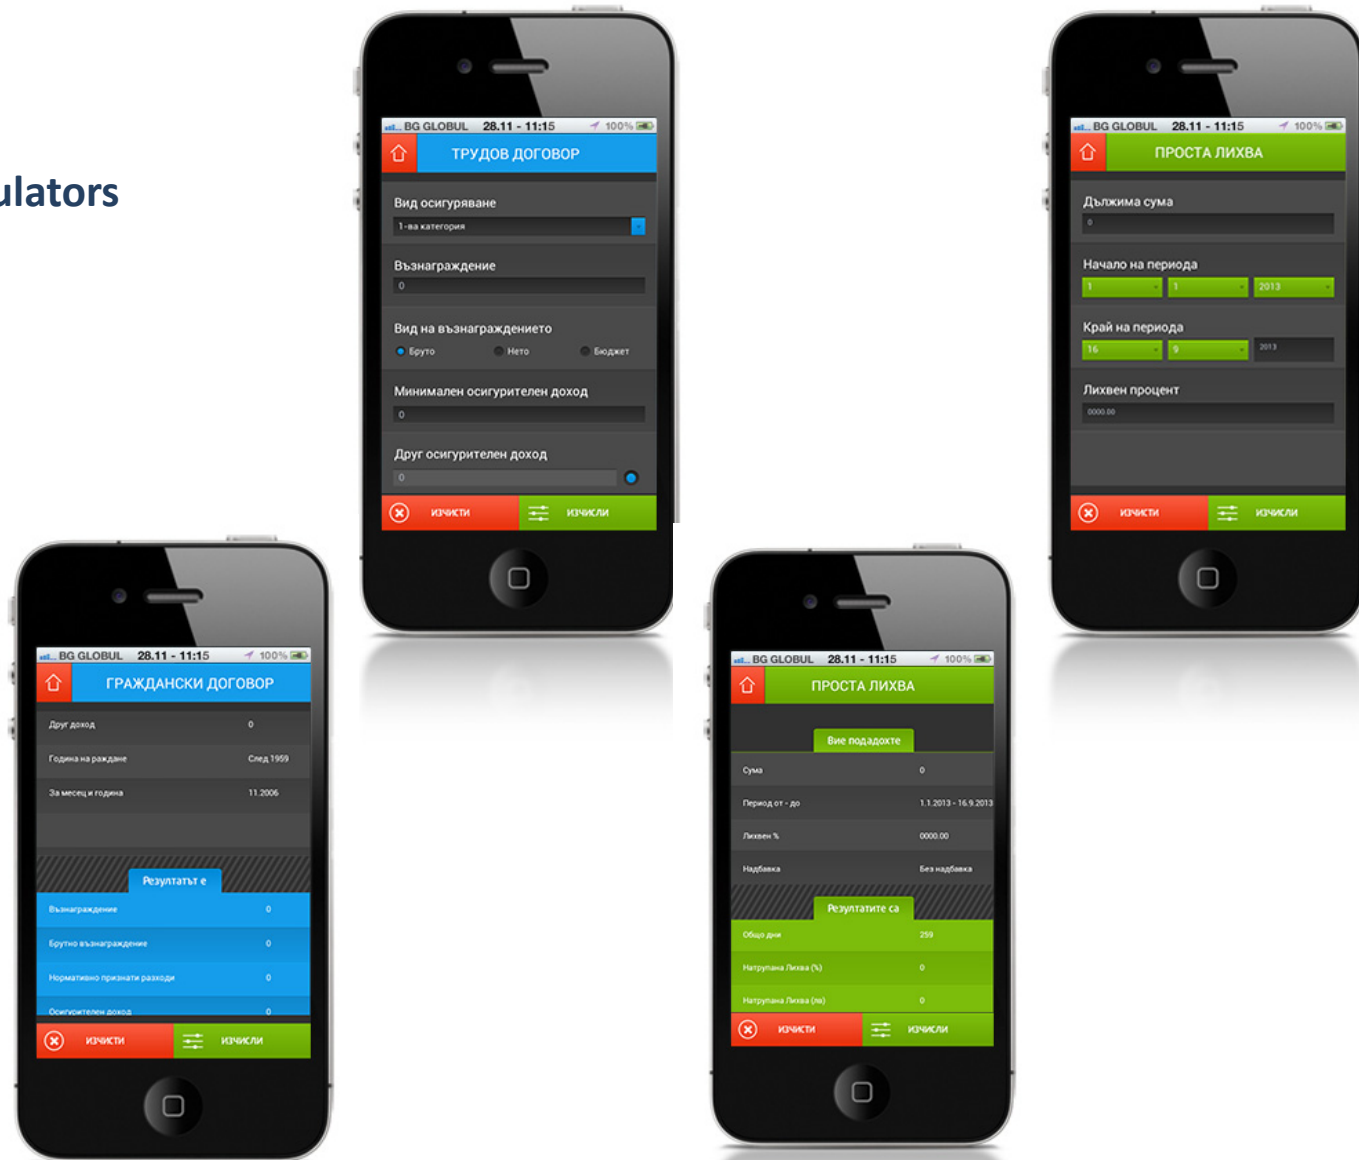 ulators
BG GLOBUL 28.11 - 11:15 100%
ТРУДОВ ДОГОВОР
Вид осигуряване
1-ва категория
Възнаграждение
0
Вид на възнаграждението
Бруто Нето Бюджет
Минимален осигурителен доход
0
Друг осигурителен доход
0
ИЗЧИСТИ ИЗЧИСЛИ
BG GLOBUL 28.11 - 11:15 100%
ПРОСТА ЛИХВА
Дължима сума
0
Начало на периода
1 1 2013
Край на периода
16 9 2013
Лихвен процент
0000.00
ИЗЧИСТИ ИЗЧИСЛИ
BG GLOBUL 28.11 - 11:15 100%
ГРАЖДАНСКИ ДОГОВОР
Друг доход 0
Година на раждане След 1959
За месец и година 11.2006
Резултатът е
Възнаграждение 0
Брутно възнаграждение 0
Нормативно признати разходи 0
Осигурителен доход 0
ИЗЧИСТИ ИЗЧИСЛИ
BG GLOBUL 28.11 - 11:15 100%
ПРОСТА ЛИХВА
Вие подадохте
Сума 0
Период от - до 1.1.2013 - 16.9.2013
Лихвен % 0000.00
Надбавка Без надбавка
Резултатите са
Общо дни 259
Натрупана Лихва (%) 0
Натрупана Лихва (лв) 0
ИЗЧИСТИ ИЗЧИСЛИ